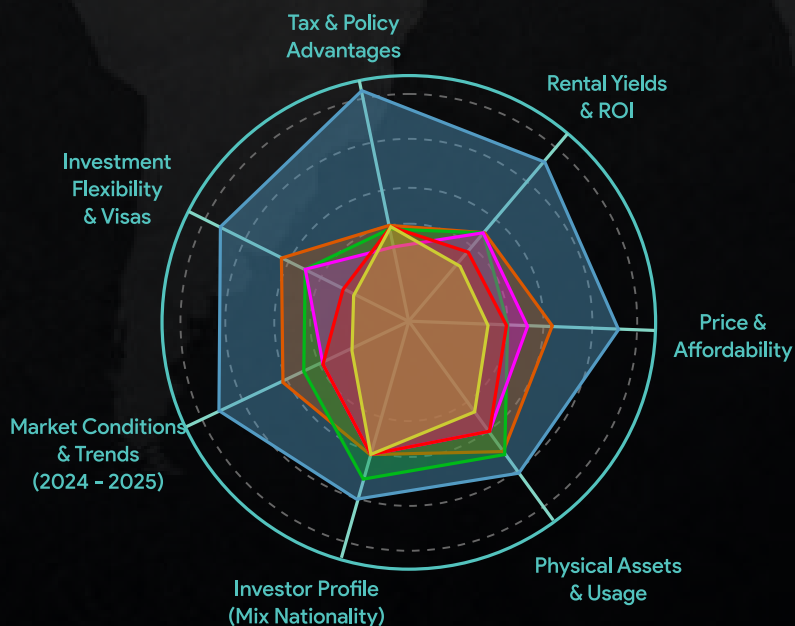 Tax & Policy
Advantages
Rental Yields
& ROI
Investment
Flexibility
& Visas
Price &
Affordability
Market Conditions
& Trends
(2024 - 2025)
Physical Assets
& Usage
Investor Profile
(Mix Nationality)